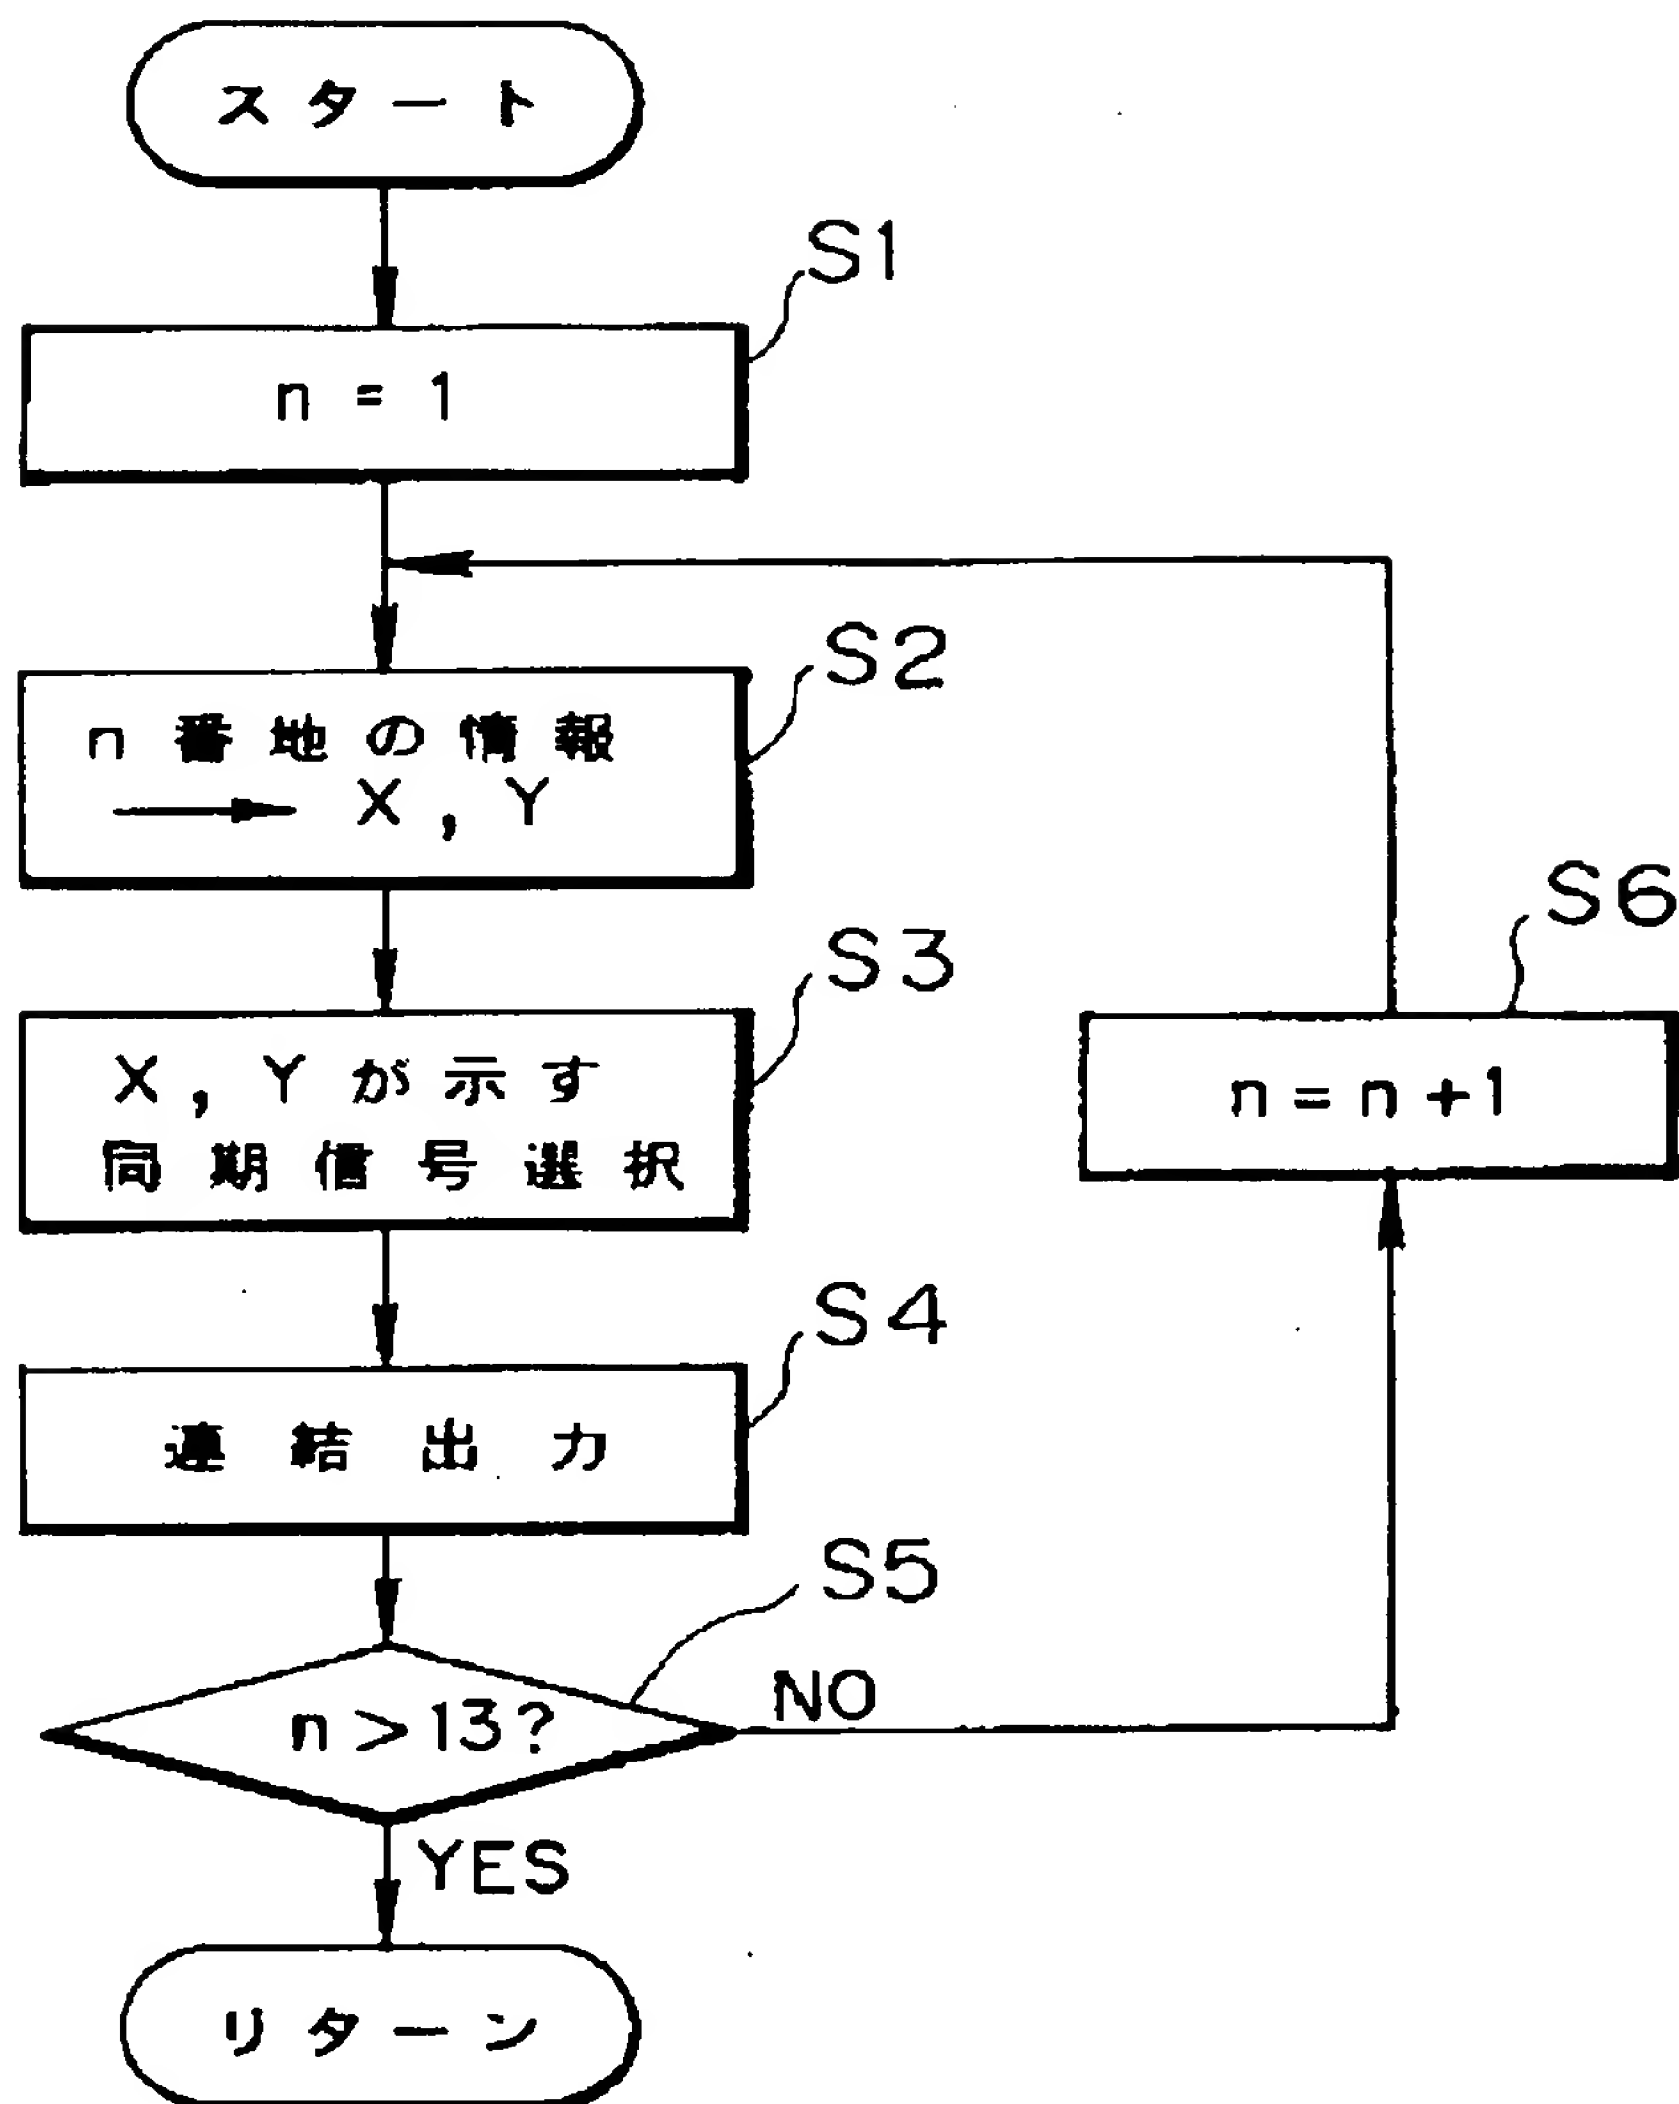 スタート
S1
n = 1
S2
n 番地の情報
→ X , Y
S3
X , Y が示す
同期信号選択
S6
n = n + 1
S4
連結出力
S5
n > 13 ?
NO
YES
リターン